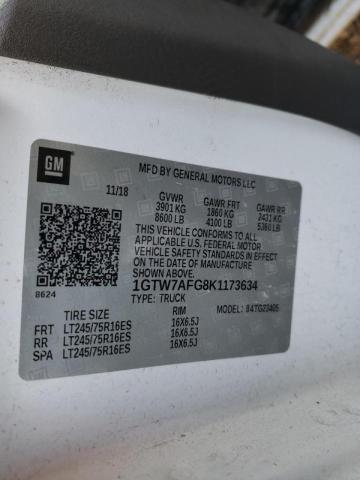 GM
MFD BY GENERAL MOTORS LLC
11/18 GVWR GAWR FRT GAWR RR
3901 KG 1860 KG 2431 KG
8600 LB 4100 LB 5360 LB
THIS VEHICLE CONFORMS TO ALL
APPLICABLE U.S. FEDERAL MOTOR
VEHICLE SAFETY STANDARDS IN EFFECT
ON THE DATE OF MANUFACTURE
SHOWN ABOVE.
1GTW7AFG8K1173634
8624
TYPE: TRUCK
MODEL: 84TG23405
TIRE SIZE RIM
FRT LT245/75R16ES 16X6.5J
RR LT245/75R16ES 16X6.5J
SPA LT245/75R16ES 16X6.5J